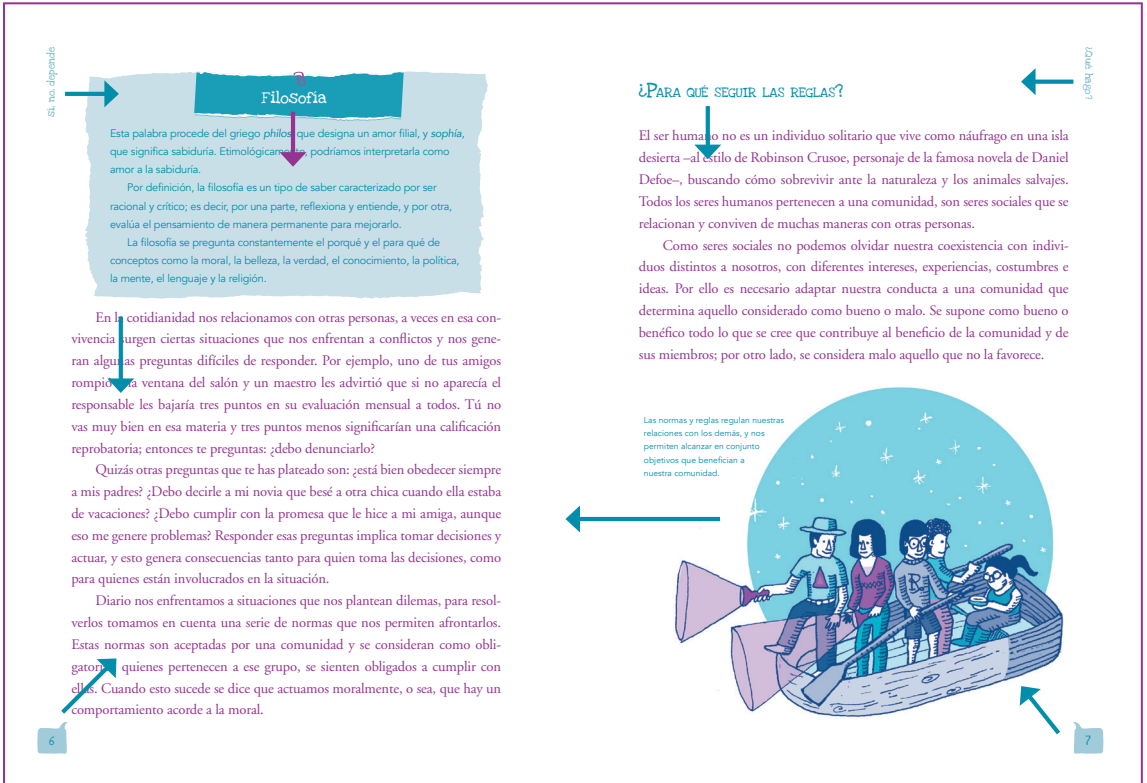 Sí, no, depende
Filosofía
Esta palabra procede del griego philos, que designa un amor filial, y sophía,
que significa sabiduría. Etimológicamente, podríamos interpretarla como
amor a la sabiduría.
Por definición, la filosofía es un tipo de saber caracterizado por ser
racional y crítico; es decir, por una parte, reflexiona y entiende, y por otra,
evalúa el pensamiento de manera permanente para mejorarlo.
La filosofía se pregunta constantemente el porqué y el para qué de
conceptos como la moral, la belleza, la verdad, el conocimiento, la política,
la mente, el lenguaje y la religión.
En la cotidianidad nos relacionamos con otras personas, a veces en esa con-
vivencia surgen ciertas situaciones que nos enfrentan a conflictos y nos gene-
ran algunas preguntas difíciles de responder. Por ejemplo, uno de tus amigos
rompió ventana del salón y un maestro les advirtió que si no aparecía el
responsable les bajaría tres puntos en su evaluación mensual a todos. Tú no
vas muy bien en esa materia y tres puntos menos significarían una calificación
reprobatoria; entonces te preguntas: ¿debo denunciarlo?
Quizás otras preguntas que te has plateado son: ¿está bien obedecer siempre
a mis padres? ¿Debo decirle a mi novia que besé a otra chica cuando ella estaba
de vacaciones? ¿Debo cumplir con la promesa que le hice a mi amiga, aunque
eso me genere problemas? Responder esas preguntas implica tomar decisiones y
actuar, y esto genera consecuencias tanto para quien toma las decisiones, como
para quienes están involucrados en la situación.
Diario nos enfrentamos a situaciones que nos plantean dilemas, para resol-
verlos tomamos en cuenta una serie de normas que nos permiten afrontarlos.
Estas normas son aceptadas por una comunidad y se consideran como obli-
gatorias, quienes pertenecen a ese grupo, se sienten obligados a cumplir con
ellas. Cuando esto sucede se dice que actuamos moralmente, o sea, que hay un
comportamiento acorde a la moral.
6
¿Qué hago?
¿Para qué seguir las reglas?
El ser humano no es un individuo solitario que vive como náufrago en una isla
desierta –al estilo de Robinson Crusoe, personaje de la famosa novela de Daniel
Defoe–, buscando cómo sobrevivir ante la naturaleza y los animales salvajes.
Todos los seres humanos pertenecen a una comunidad, son seres sociales que se
relacionan y conviven de muchas maneras con otras personas.
Como seres sociales no podemos olvidar nuestra coexistencia con indivi-
duos distintos a nosotros, con diferentes intereses, experiencias, costumbres e
ideas. Por ello es necesario adaptar nuestra conducta a una comunidad que
determina aquello considerado como bueno o malo. Se supone como bueno o
benéfico todo lo que se cree que contribuye al beneficio de la comunidad y de
sus miembros; por otro lado, se considera malo aquello que no la favorece.
Las normas y reglas regulan nuestras
relaciones con los demás, y nos
permiten alcanzar en conjunto
objetivos que benefician a
nuestra comunidad.
R
7